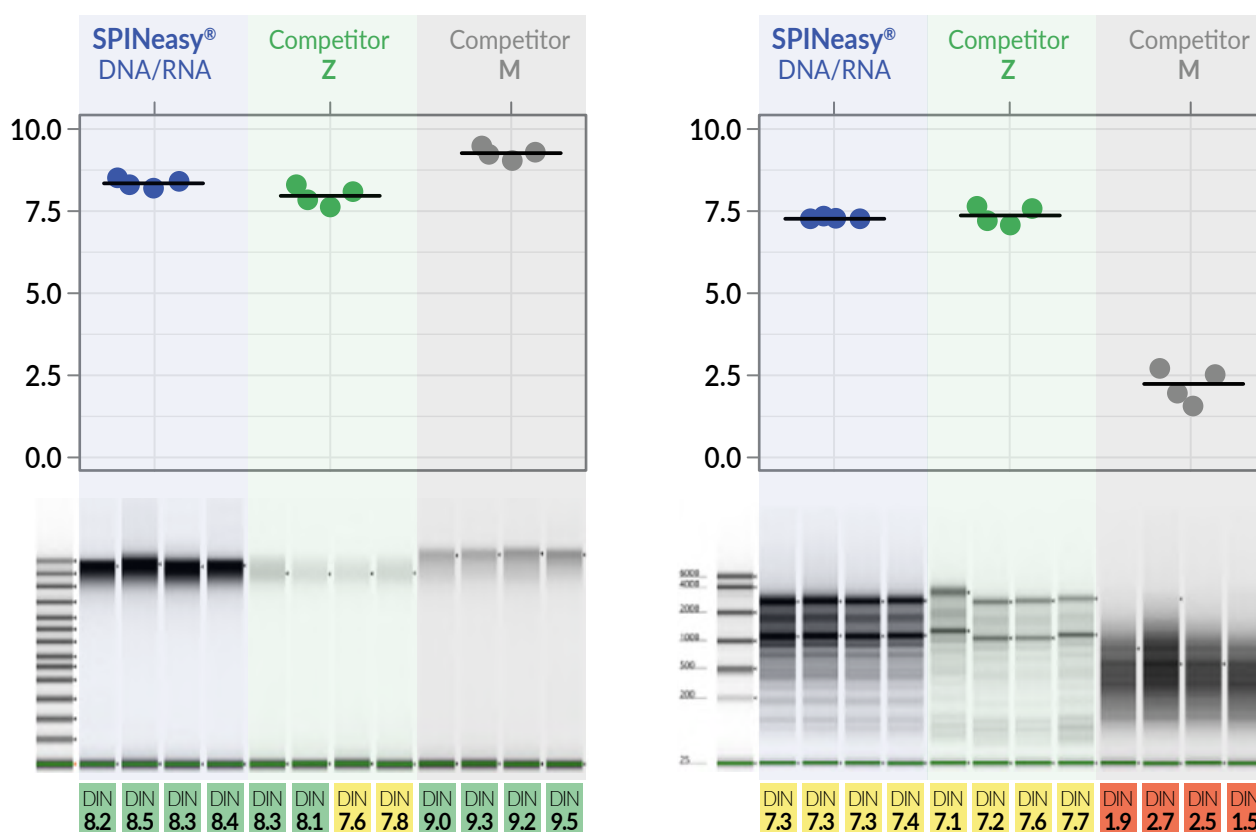 SPINeasy® Competitor Competitor
DNA/RNA Z M
10.0
7.5
5.0
2.5
0.0
DIN DIN DIN DIN DIN DIN DIN DIN DIN DIN DIN DIN
8.2 8.5 8.3 8.4 8.3 8.1 7.6 7.8 9.0 9.3 9.2 9.5
SPINeasy® Competitor Competitor
DNA/RNA Z M
10.0
7.5
5.0
2.5
0.0
6000
4000
2000
1000
500
200
25
DIN DIN DIN DIN DIN DIN DIN DIN DIN DIN DIN DIN
7.3 7.3 7.3 7.4 7.1 7.2 7.6 7.7 1.9 2.7 2.5 1.5